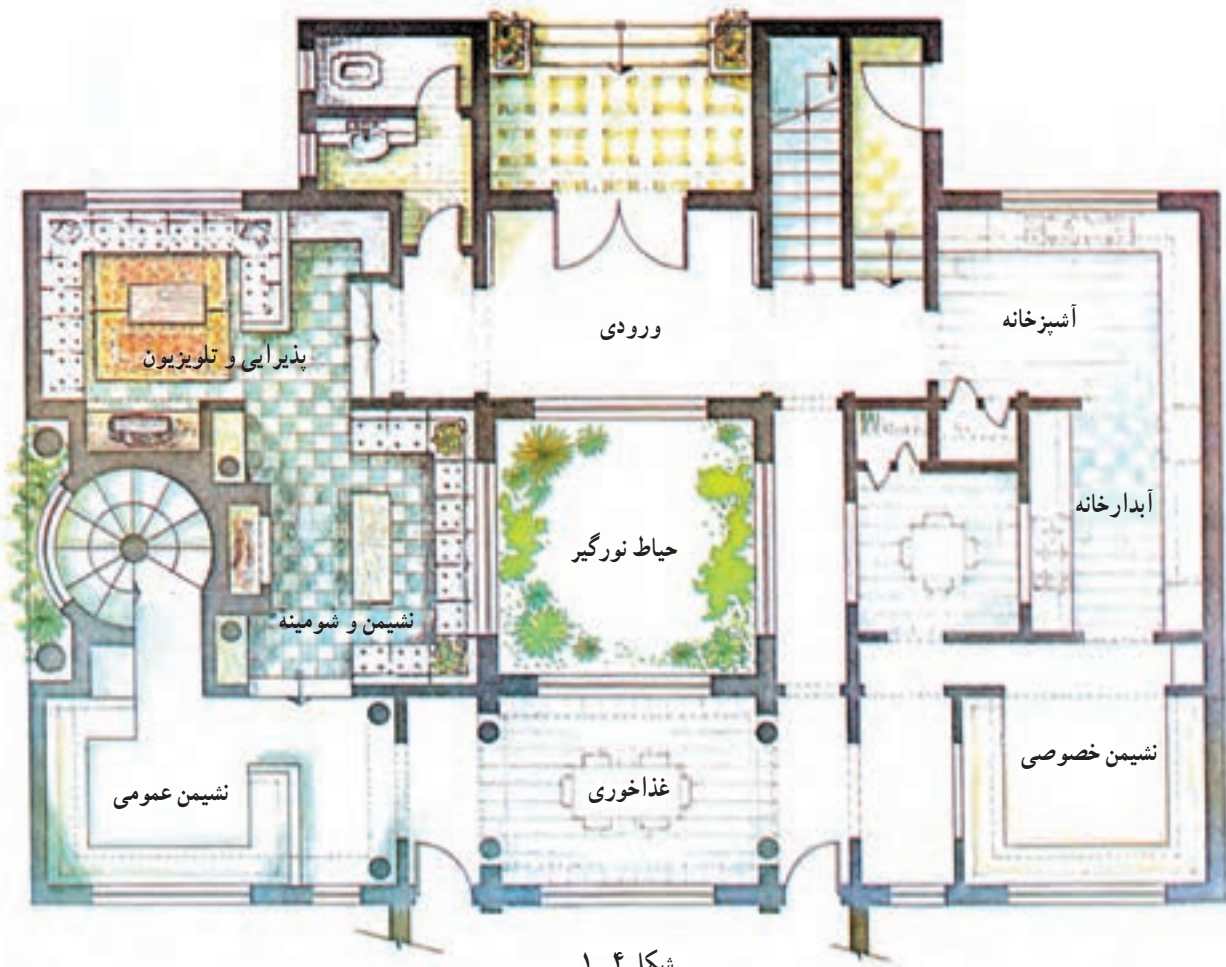 ورودی
آشپزخانه
پذیرایی و تلویزیون
آبدارخانه
حیاط نورگیر
نشیمن و شومینه
نشیمن خصوصی
غذاخوری
نشیمن عمومی
شکل ۴ـ۱